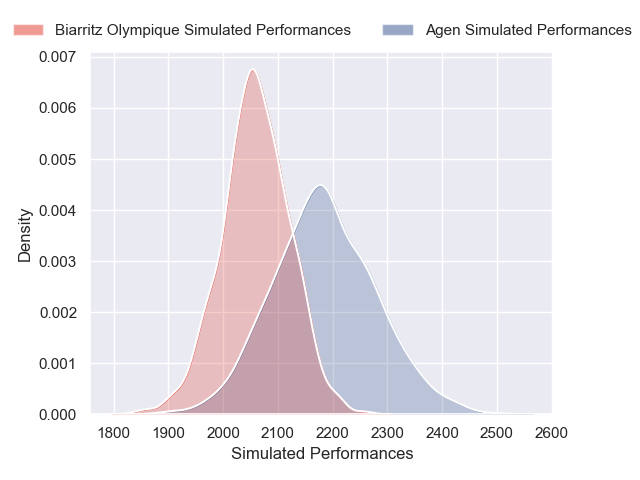 Biarritz Olympique Simulated Performances Agen Simulated Performances
0.007
0.006
0.005
0.004
0.003
0.002
0.001
0.000
Density
1800 1900 2000 2100 2200 2300 2400 2500 2600
Simulated Performances